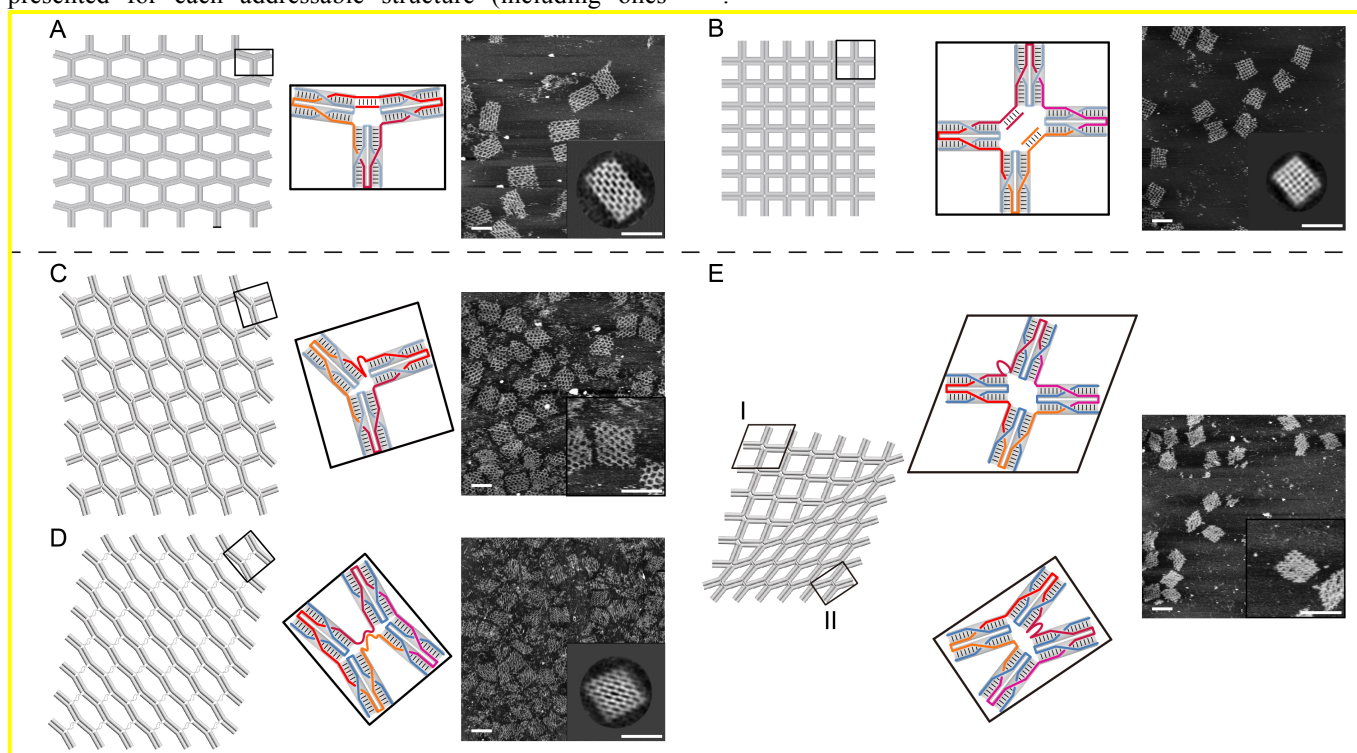 presented for each addressable structure (including ones
A
B
C
E
I
D
II